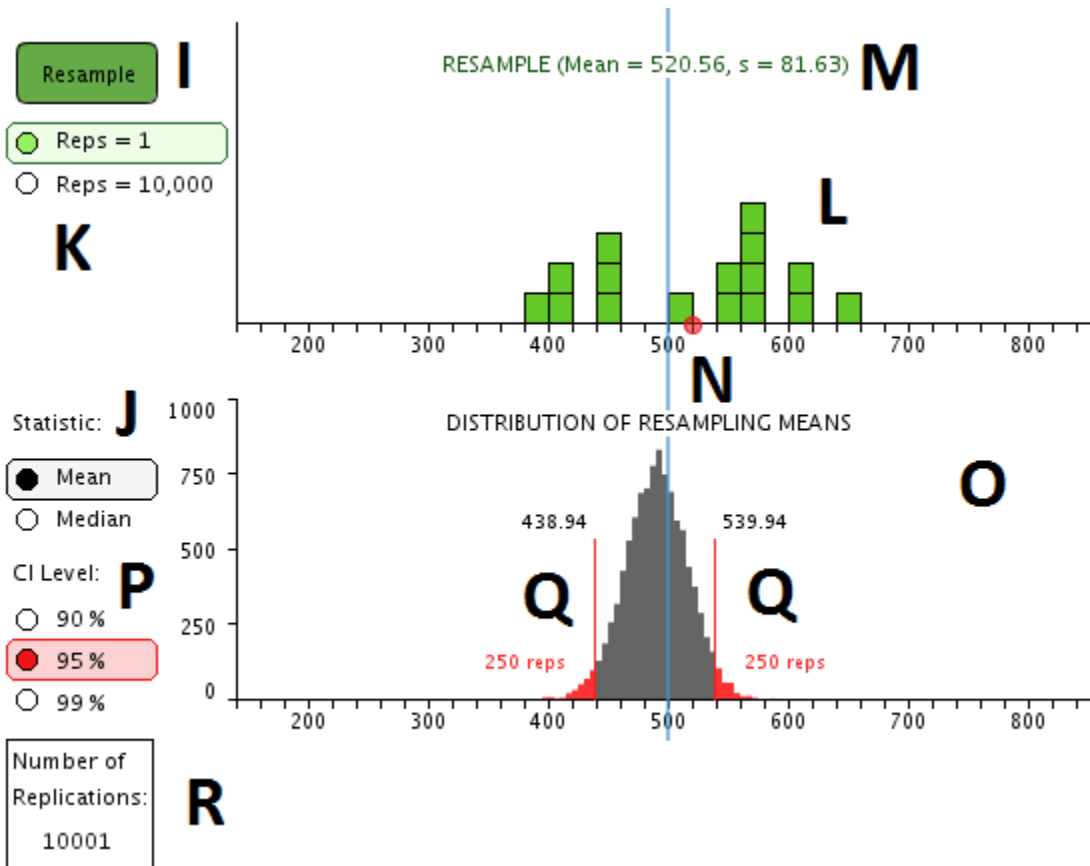 Resample
I
RESAMPLE (Mean = 520.56, s = 81.63)
M
Reps = 1
Reps = 10,000
K
L
200 300 400 500 600 700 800
N
Statistic:
J
Mean
Median
CI Level:
P
90 %
95 %
99 %
1000
750
500
250
0
DISTRIBUTION OF RESAMPLING MEANS
O
438.94
539.94
Q
Q
250 reps
250 reps
200 300 400 500 600 700 800
Number of
Replications:
10001
R